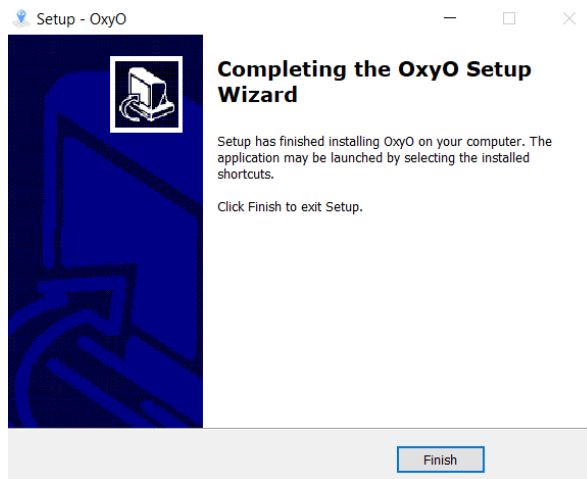 Setup - OxyO
Completing the OxyO Setup
Wizard
Setup has finished installing OxyO on your computer. The
application may be launched by selecting the installed
shortcuts.
Click Finish to exit Setup.
Finish